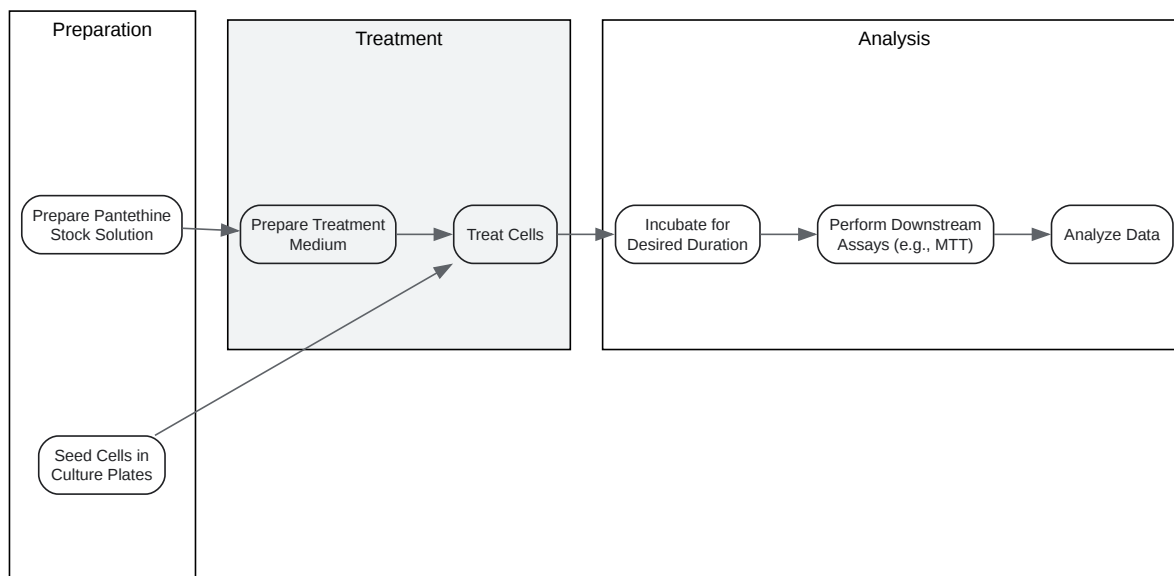 Preparation
Treatment
Analysis
Prepare Pantethine
Stock Solution
Prepare Treatment
Medium
Treat Cells
Incubate for
Desired Duration
Perform Downstream
Assays (e.g., MTT)
Analyze Data
Seed Cells in
Culture Plates